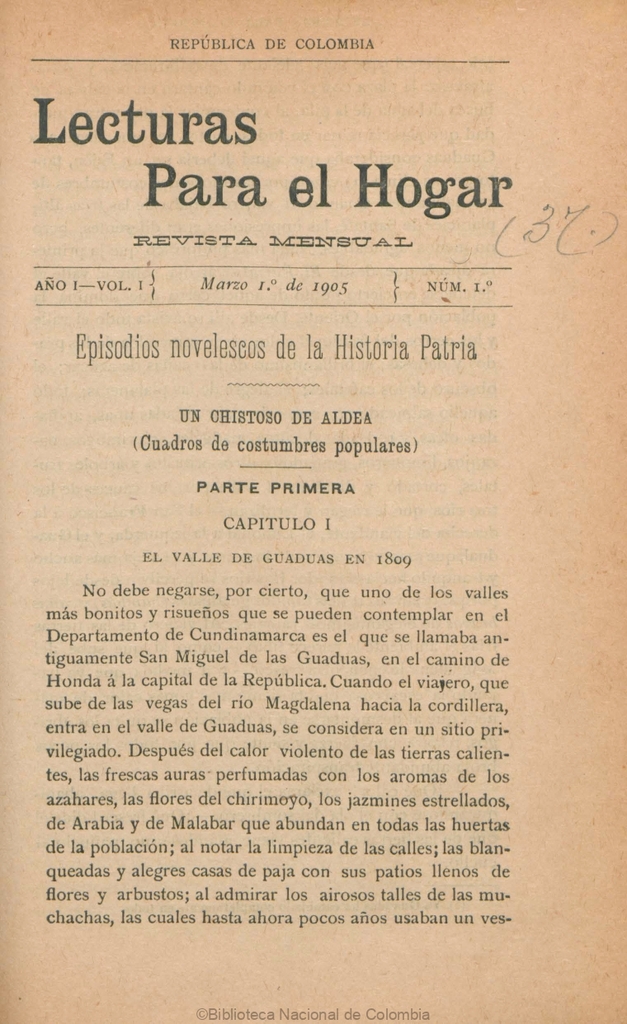 REPÚBLICA DE COLOMBIA
Lecturas
Para el Hogar
REVISTA MENSUAL
(37.)
AÑO I—VOL. I } Marzo 1.º de 1905 } NÚM. 1.º
Episodios novelescos de la Historia Patria
UN CHISTOSO DE ALDEA
(Cuadros de costumbres populares)
PARTE PRIMERA
CAPITULO I
EL VALLE DE GUADUAS EN 1809
No debe negarse, por cierto, que uno de los valles
más bonitos y risueños que se pueden contemplar en el
Departamento de Cundinamarca es el que se llamaba an-
tiguamente San Miguel de las Guaduas, en el camino de
Honda á la capital de la República. Cuando el viajero, que
sube de las vegas del río Magdalena hacia la cordillera,
entra en el valle de Guaduas, se considera en un sitio pri-
vilegiado. Después del calor violento de las tierras calien-
tes, las frescas auras perfumadas con los aromas de los
azahares, las flores del chirimoyo, los jazmines estrellados,
de Arabia y de Malabar que abundan en todas las huertas
de la población; al notar la limpieza de las calles; las blan-
queadas y alegres casas de paja con sus patios llenos de
flores y arbustos; al admirar los airosos talles de las mu-
chachas, las cuales hasta ahora pocos años usaban un ves-
©Biblioteca Nacional de Colombia